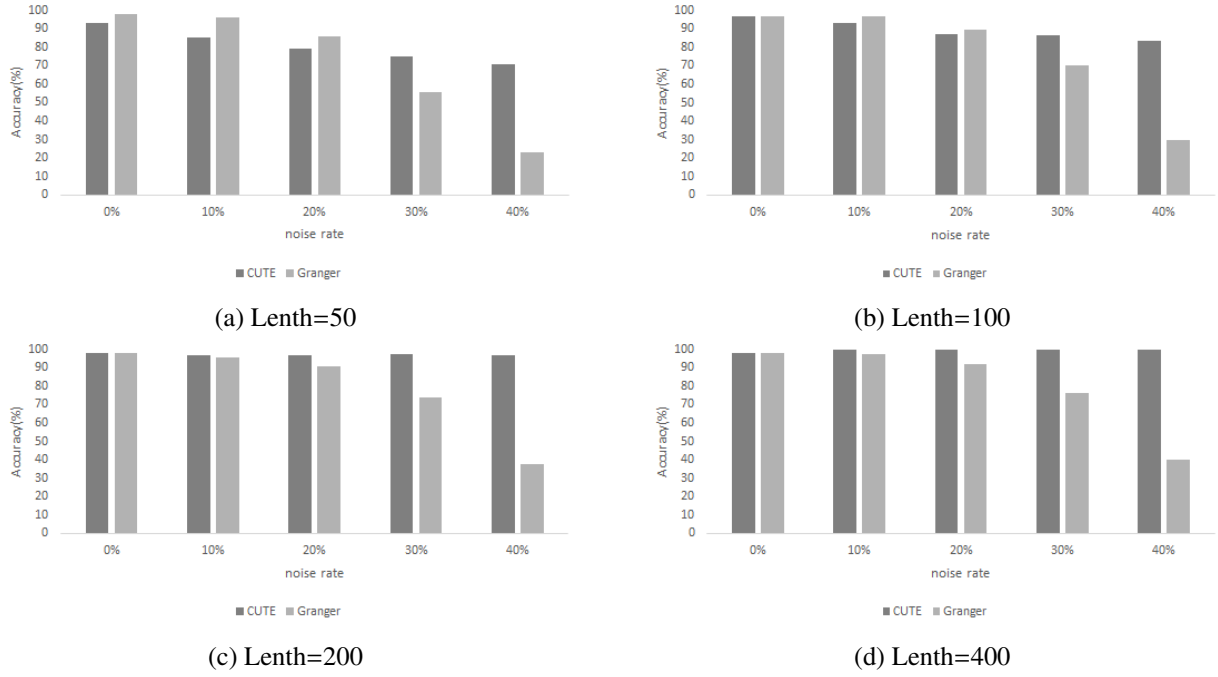 100
90
80
70
60
50
40
30
20
10
0
Accuracy(%)
0% 10% 20% 30% 40%
noise rate
CUTE Granger
(a) Lenth=50
100
90
80
70
60
50
40
30
20
10
0
Accuracy(%)
0% 10% 20% 30% 40%
noise rate
CUTE Granger
(b) Lenth=100
100
90
80
70
60
50
40
30
20
10
0
Accuracy(%)
0% 10% 20% 30% 40%
noise rate
CUTE Granger
(c) Lenth=200
100
90
80
70
60
50
40
30
20
10
0
Accuracy(%)
0% 10% 20% 30% 40%
noise rate
CUTE Granger
(d) Lenth=400